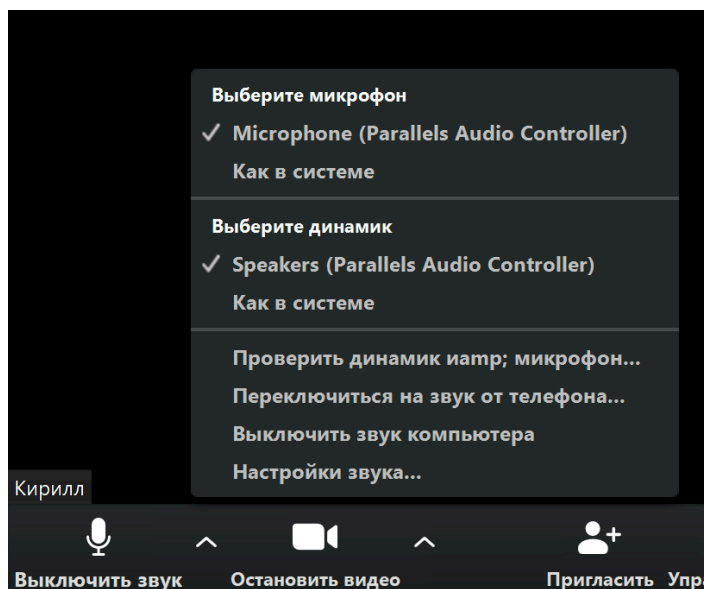 Выберите микрофон
Microphone (Parallels Audio Controller)
Как в системе
Выберите динамик
Speakers (Parallels Audio Controller)
Как в системе
Проверить динамик иamp; микрофон...
Переключиться на звук от телефона...
Выключить звук компьютера
Настройки звука...
Кирилл
Выключить звук Остановить видео Пригласить